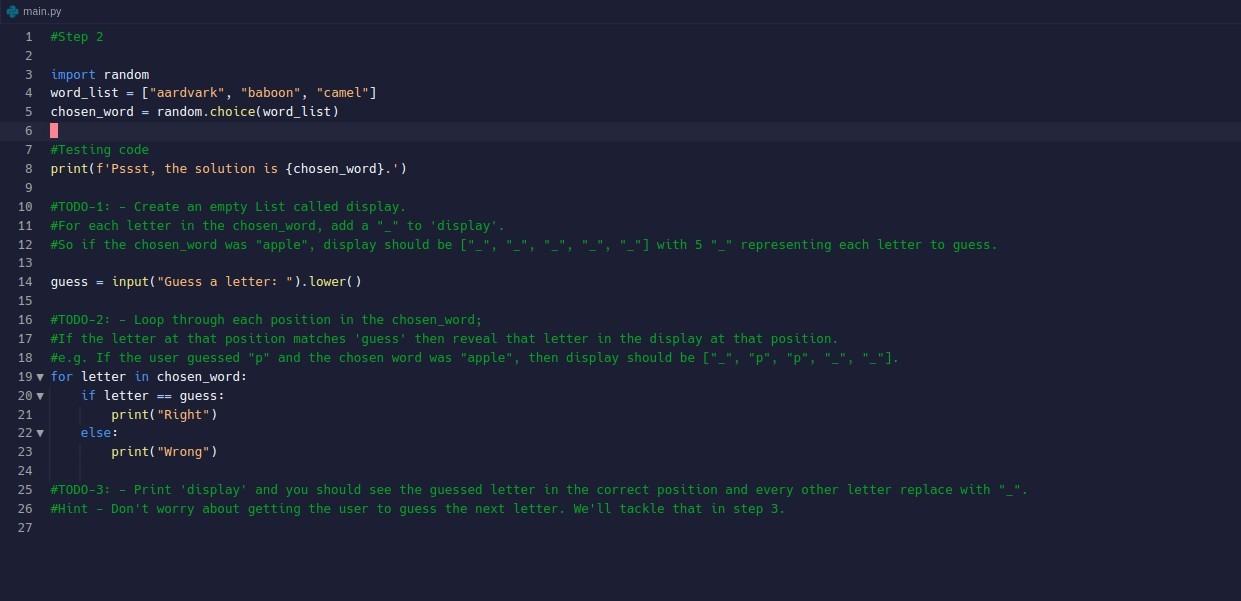 main.py
1 #Step 2
2
3 import random
4 word_list = ["aardvark", "baboon", "camel"]
5 chosen_word = random.choice(word_list)
6
7 #Testing code
8 print(f'Pssst, the solution is {chosen_word}.')
9
10 #TODO-1: - Create an empty List called display.
11 #For each letter in the chosen_word, add a "_" to 'display'.
12 #So if the chosen_word was "apple", display should be ["_", "_", "_", "_", "_"] with 5 "_" representing each letter to guess.
13
14 guess = input("Guess a letter: ").lower()
15
16 #TODO-2: - Loop through each position in the chosen_word;
17 #If the letter at that position matches 'guess' then reveal that letter in the display at that position.
18 #e.g. If the user guessed "p" and the chosen word was "apple", then display should be ["_", "p", "p", "_", "_"].
19 for letter in chosen_word:
20     if letter == guess:
21         print("Right")
22     else:
23         print("Wrong")
24
25 #TODO-3: - Print 'display' and you should see the guessed letter in the correct position and every other letter replace with "_".
26 #Hint - Don't worry about getting the user to guess the next letter. We'll tackle that in step 3.
27